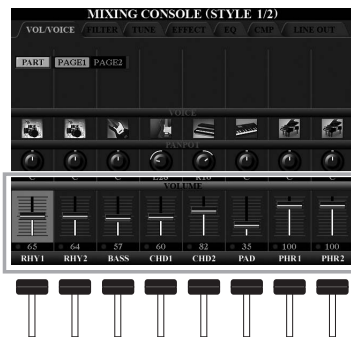 MIXING CONSOLE (STYLE 1/2)
VOL/VOICE FILTER TUNE EFFECT EQ CMP LINE OUT
PART PAGE1 PAGE2
VOICE
PANPOT
C C C L23 R10 C C C
VOLUME
65 64 57 60 82 35 100 100
RHY1 RHY2 BASS CHD1 CHD2 PAD PHR1 PHR2